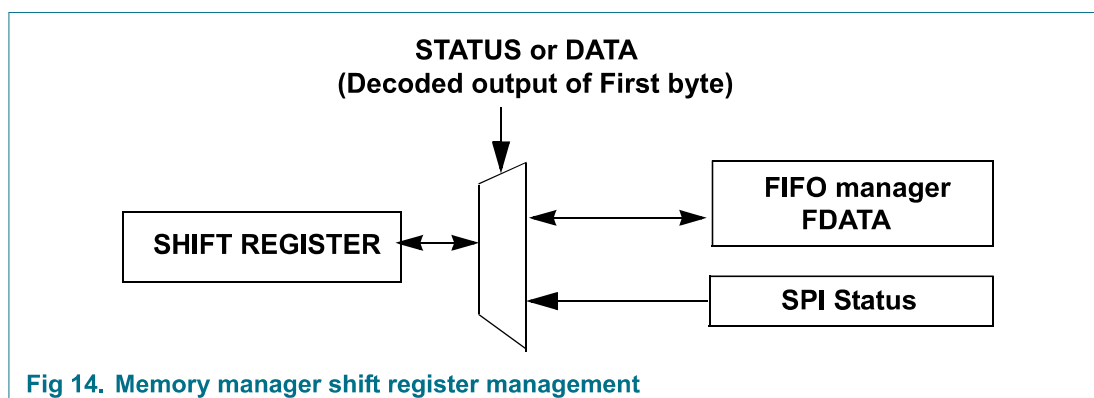 STATUS or DATA
(Decoded output of First byte)
FIFO manager
FDATA
SHIFT REGISTER
SPI Status
Fig 14. Memory manager shift register management